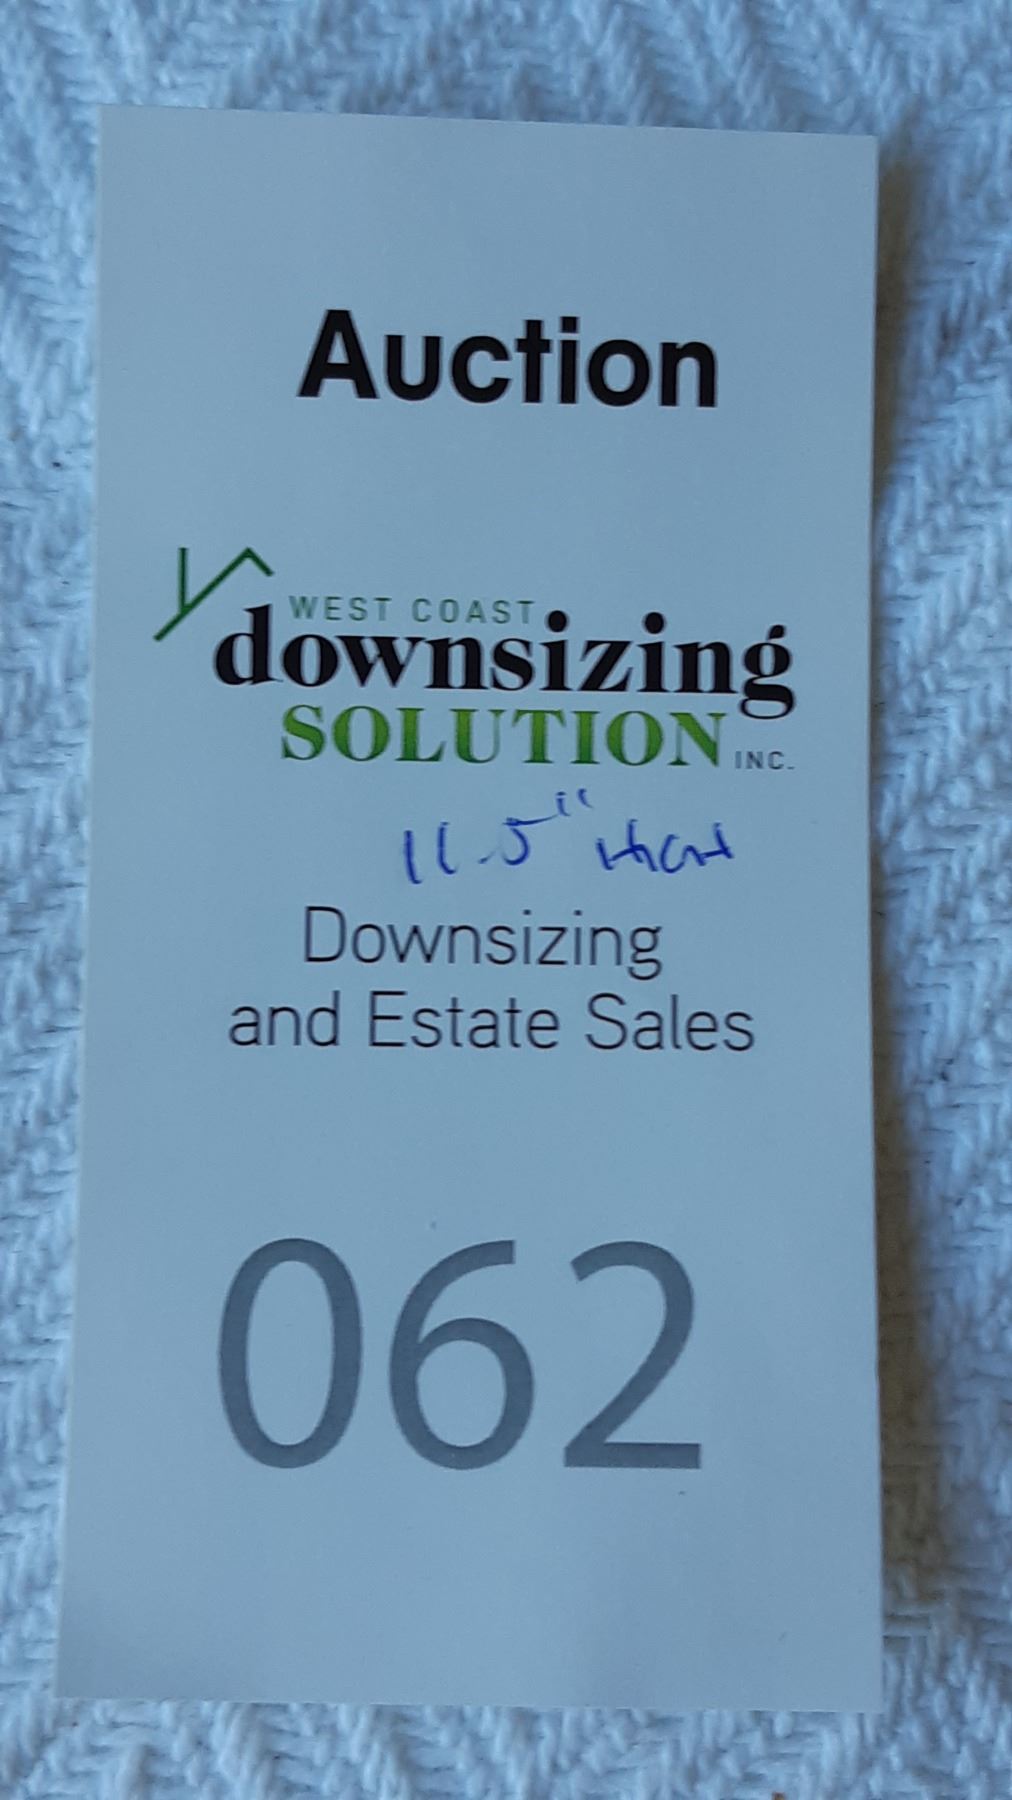 Auction
WEST COAST
downsizing
SOLUTION INC.
11.5" HIGH
Downsizing
and Estate Sales
062